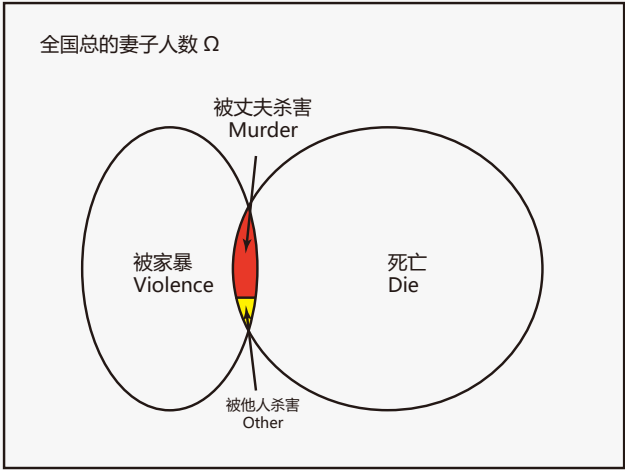 全国总的妻子人数 Ω
被丈夫杀害
Murder
被家暴
Violence
死亡
Die
被他人杀害
Other